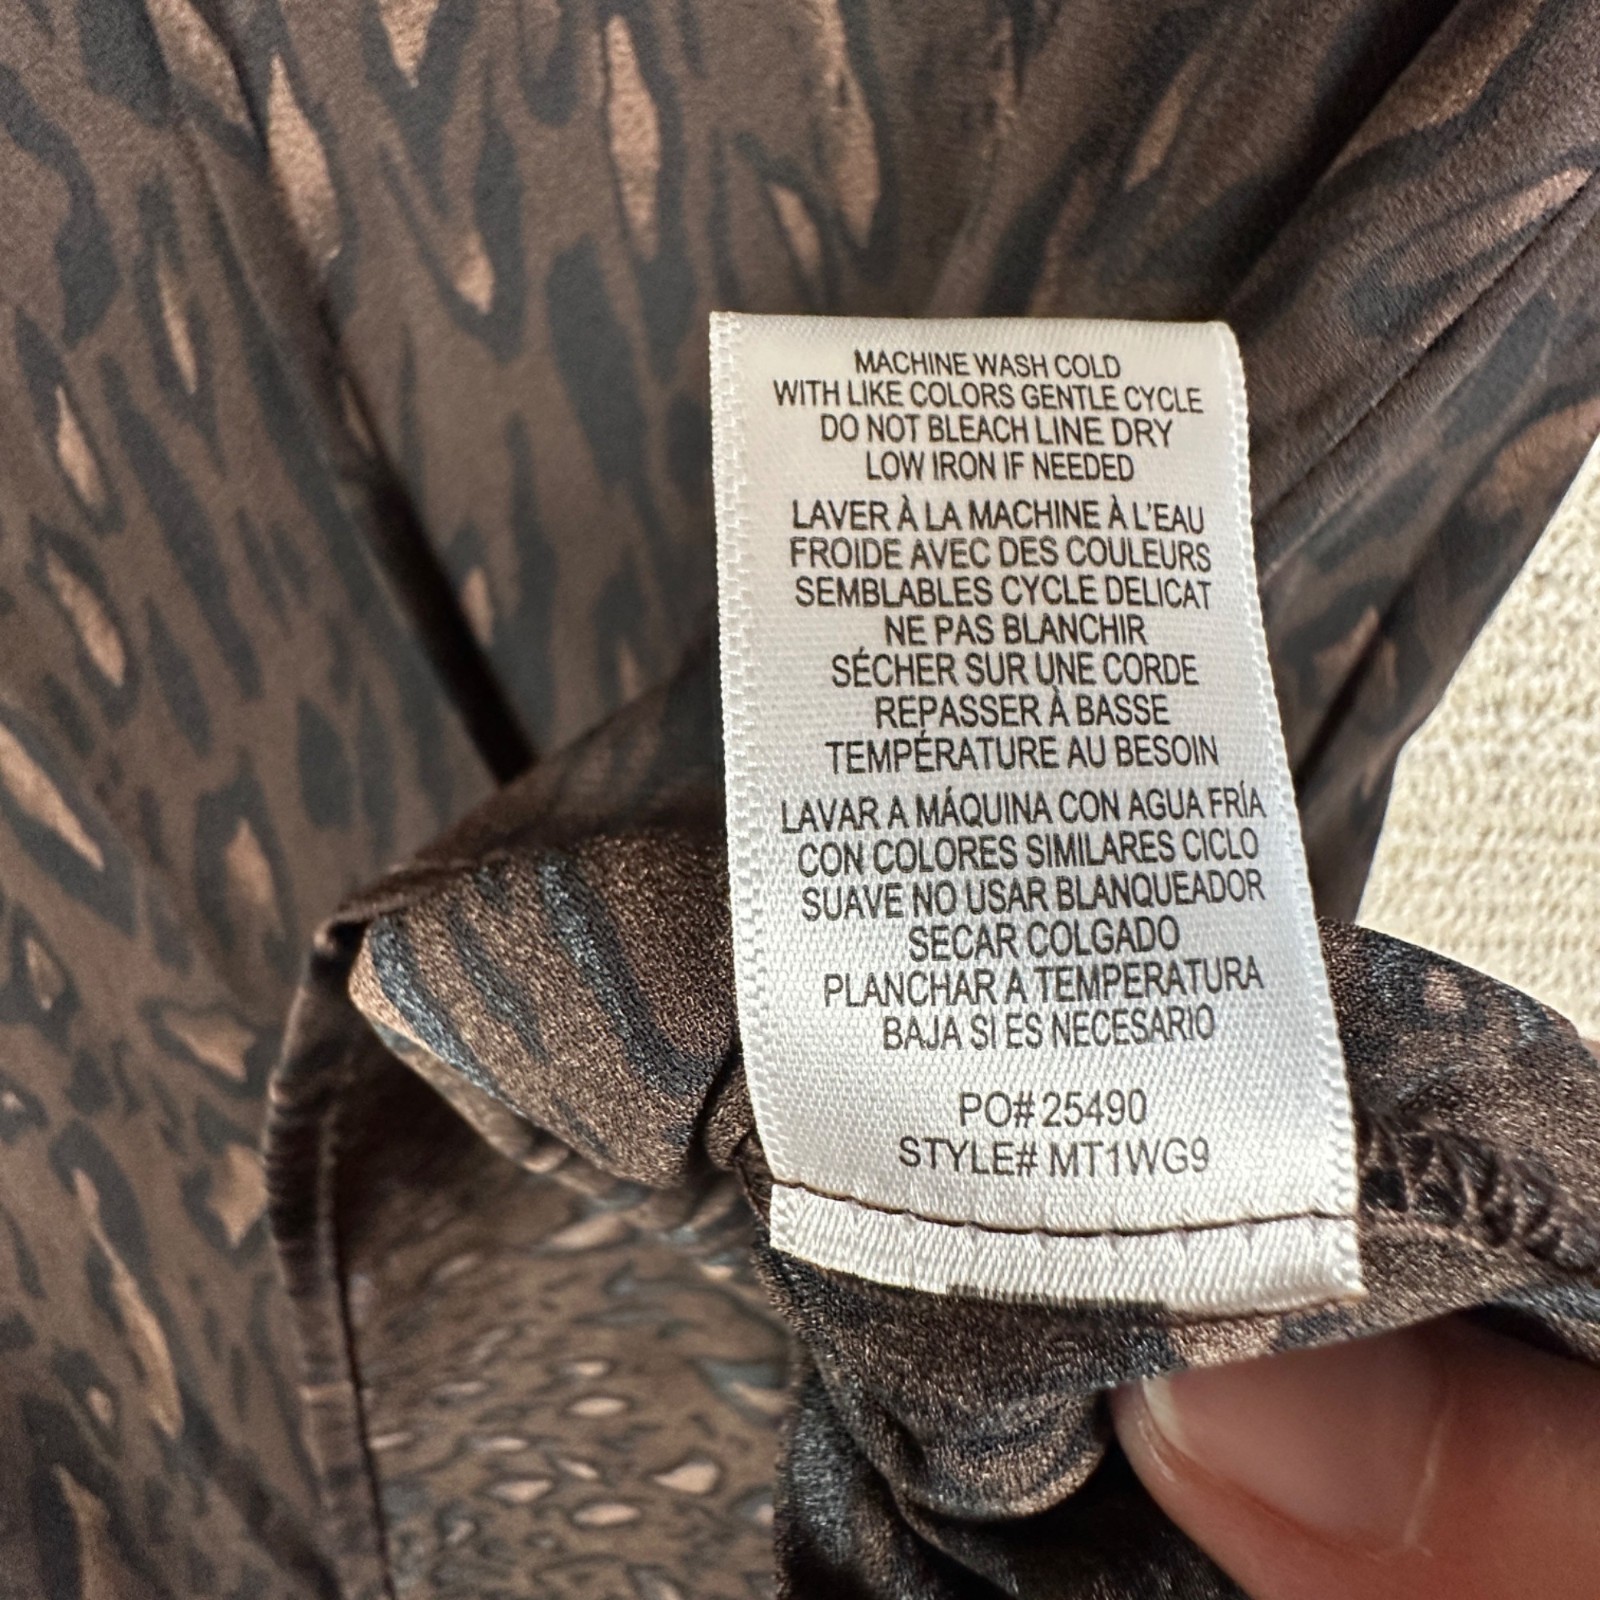 MACHINE WASH COLD
WITH LIKE COLORS GENTLE CYCLE
DO NOT BLEACH LINE DRY
LOW IRON IF NEEDED
LAVER À LA MACHINE À L'EAU
FROIDE AVEC DES COULEURS
SEMBLABLES CYCLE DELICAT
NE PAS BLANCHIR
SÉCHER SUR UNE CORDE
REPASSER À BASSE
TEMPÉRATURE AU BESOIN
LAVAR A MÁQUINA CON AGUA FRÍA
CON COLORES SIMILARES CICLO
SUAVE NO USAR BLANQUEADOR
SECAR COLGADO
PLANCHAR A TEMPERATURA
BAJA SI ES NECESARIO
PO# 25490
STYLE# MT1WG9